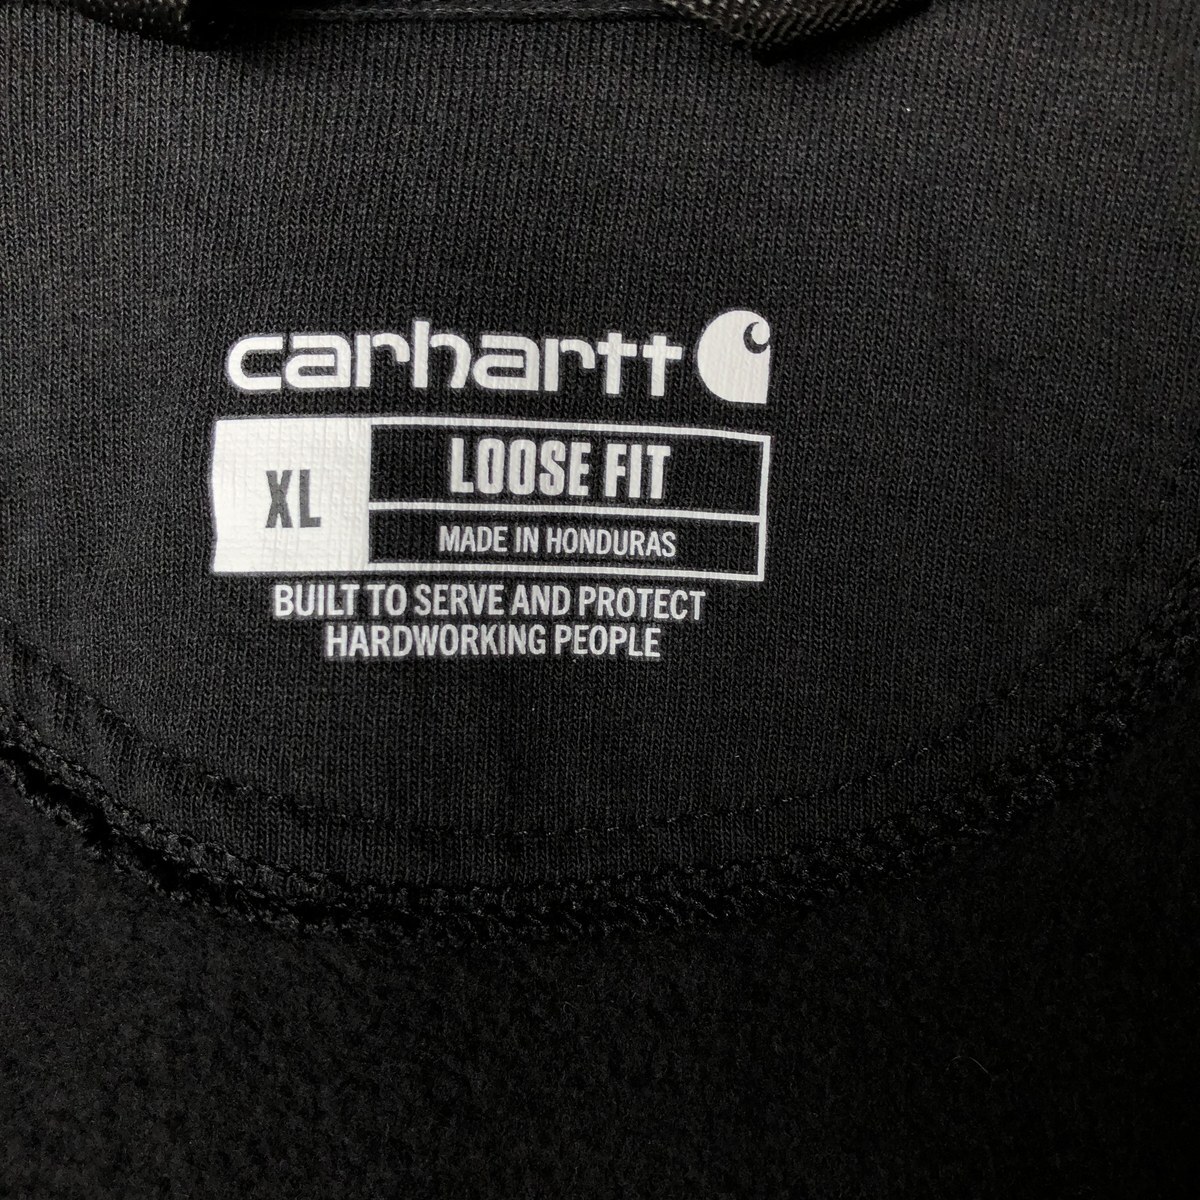 carhartt
XL
LOOSE FIT
MADE IN HONDURAS
BUILT TO SERVE AND PROTECT
HARDWORKING PEOPLE